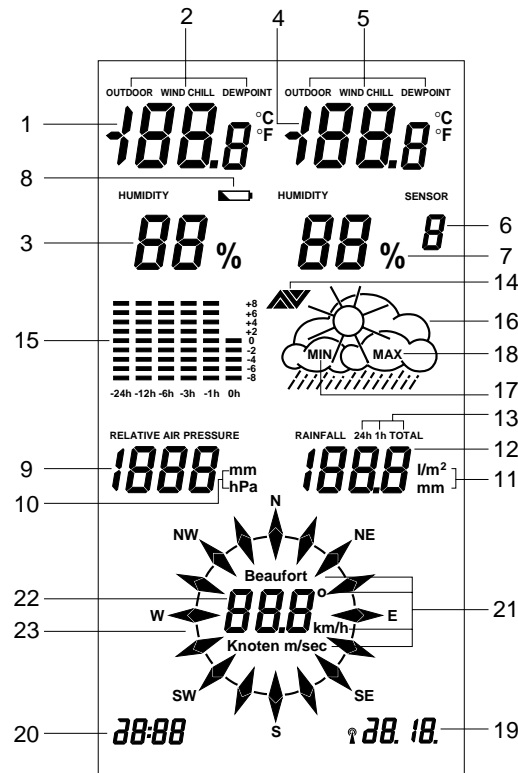 2 5
OUTDOOR WIND CHILL DEWPOINT OUTDOOR WIND CHILL DEWPOINT
1 -188.8 °C °F 4 -188.8 °C °F
8
HUMIDITY HUMIDITY SENSOR
3 88 % 88 % 8 6
7
14
+8
+6
+4
+2
0
-2
-4
-6
-8
15
-24h -12h -6h -3h -1h 0h
16
MIN MAX 18
17
13
RELATIVE AIR PRESSURE RAINFALL 24h 1h TOTAL
12
9 1888 mm 188.8 l/m²
10 hPa mm 11
N
NW NE
Beaufort
22 88.8 ° 21
W E
23 km/h
Knoten m/sec
SW SE
S
20 28:88 28. 18. 19